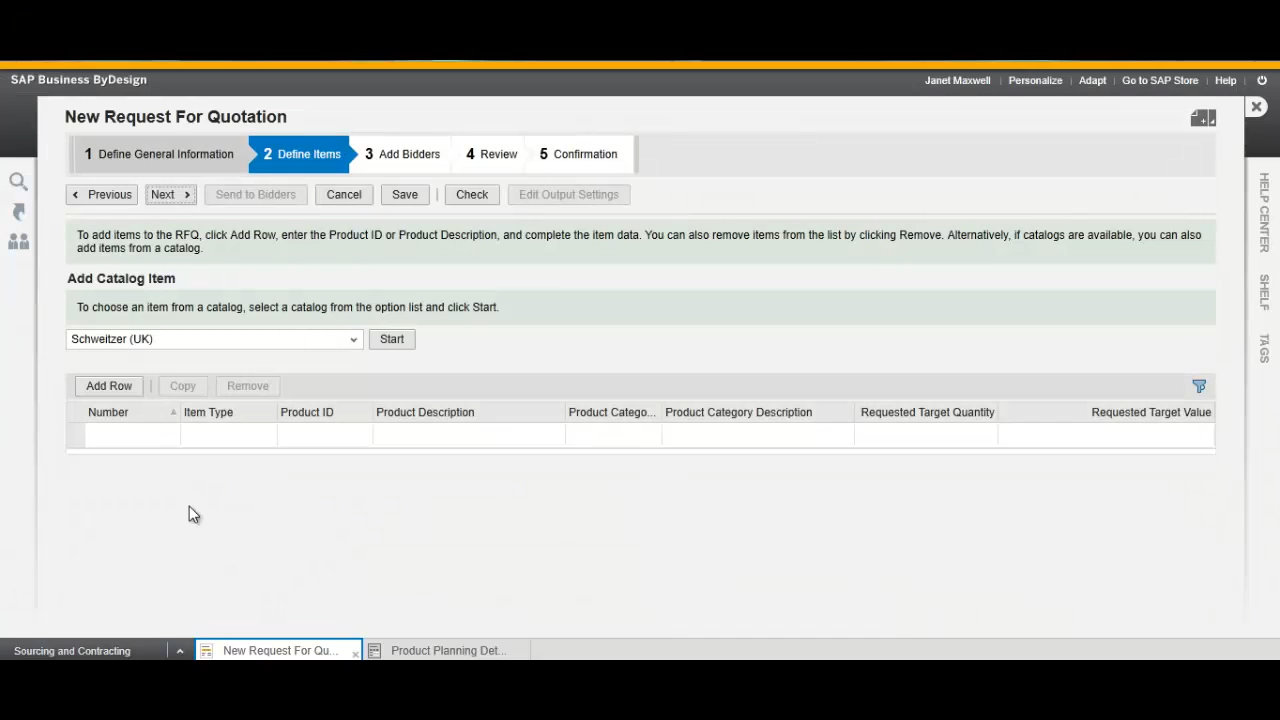 SAP Business ByDesign
Janet Maxwell Personalize Adapt Go to SAP Store Help
New Request For Quotation
1 Define General Information 2 Define Items 3 Add Bidders 4 Review 5 Confirmation
Previous Next Send to Bidders Cancel Save Check Edit Output Settings
To add items to the RFQ, click Add Row, enter the Product ID or Product Description, and complete the item data. You can also remove items from the list by clicking Remove. Alternatively, if catalogs are available, you can also
add items from a catalog.
Add Catalog Item
To choose an item from a catalog, select a catalog from the option list and click Start.
Schweitzer (UK) Start
Add Row Copy Remove
Number Item Type Product ID Product Description Product Catego... Product Category Description Requested Target Quantity Requested Target Value
HELP CENTER
SHELF
TAGS
Sourcing and Contracting New Request For Qu... Product Planning Det...